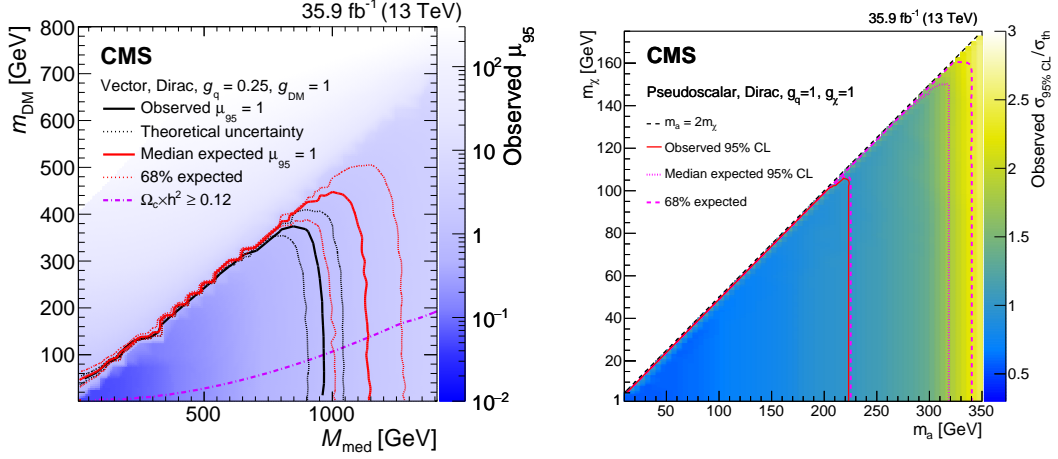 35.9 fb⁻¹ (13 TeV)
CMS
Vector, Dirac, g_q = 0.25, g_DM = 1
Observed μ_95 = 1
Theoretical uncertainty
Median expected μ_95 = 1
68% expected
Ω_c×h² ≥ 0.12
m_DM [GeV]
800
700
600
500
400
300
200
100
500
1000
M_med [GeV]
10²
10
1
10⁻¹
10⁻²
Observed μ_95
35.9 fb⁻¹ (13 TeV)
CMS
Pseudoscalar, Dirac, g_q=1, g_χ=1
m_a = 2m_χ
Observed 95% CL
Median expected 95% CL
68% expected
m_χ [GeV]
160
140
120
100
80
60
40
20
1
50
100
150
200
250
300
350
m_a [GeV]
3
2.5
2
1.5
1
0.5
Observed σ_95% CL/σ_th